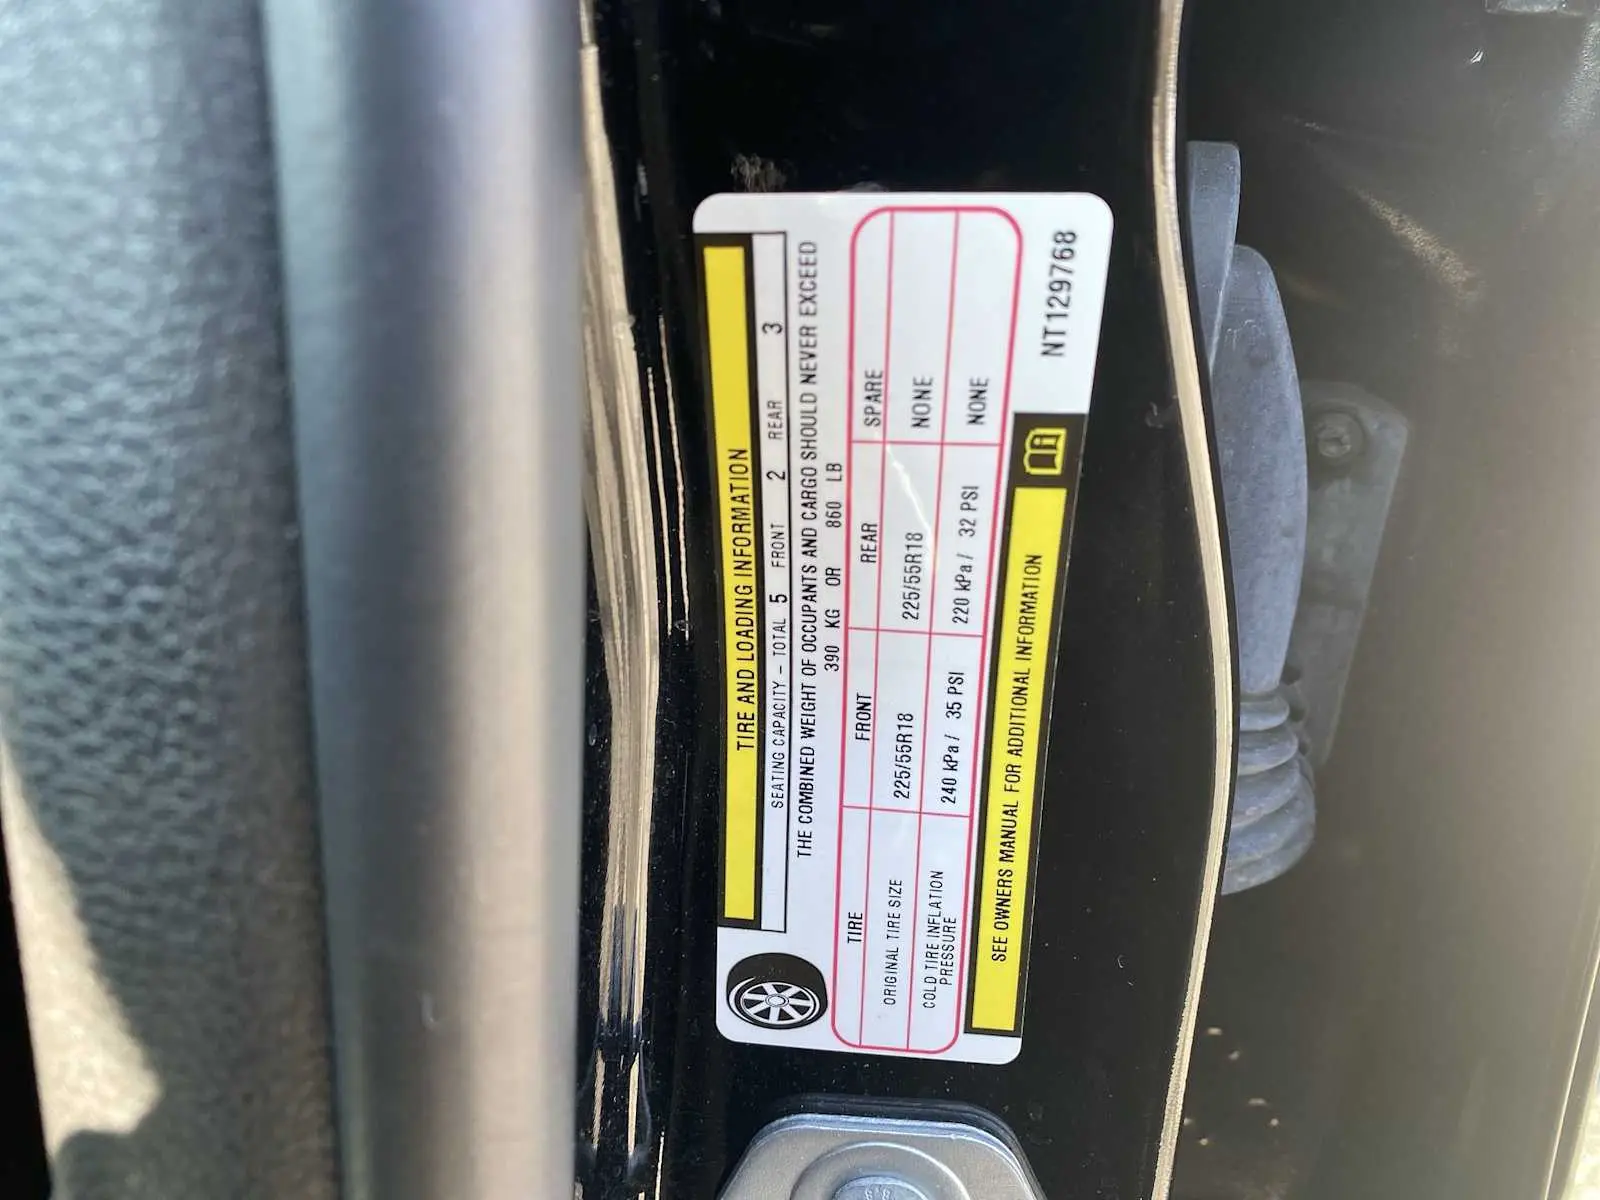 TIRE AND LOADING INFORMATION
SEATING CAPACITY - TOTAL 5 FRONT 2 REAR 3
THE COMBINED WEIGHT OF OCCUPANTS AND CARGO SHOULD NEVER EXCEED
390 KG OR 860 LB
TIRE FRONT REAR SPARE
ORIGINAL TIRE SIZE 225/55R18 225/55R18 NONE
COLD TIRE INFLATION PRESSURE 240 kPa / 35 PSI 220 kPa / 32 PSI NONE
SEE OWNERS MANUAL FOR ADDITIONAL INFORMATION
NT129768